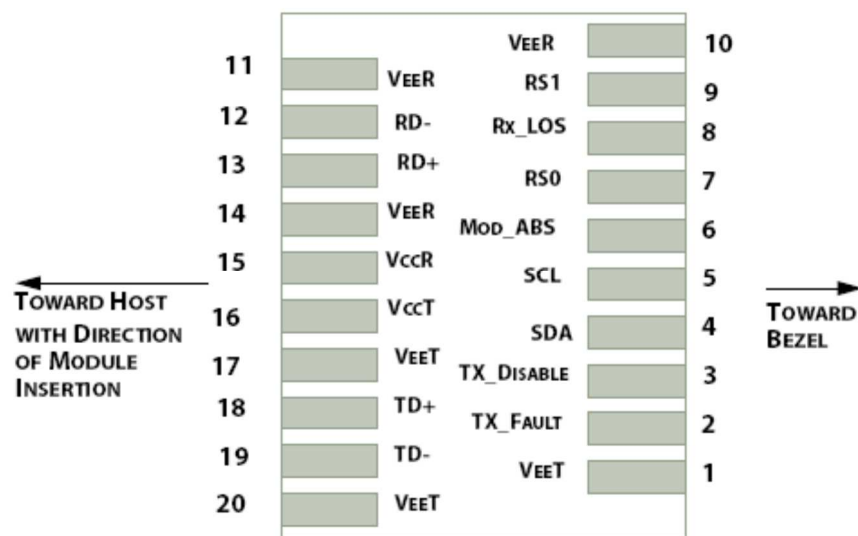 11 VEER
12 RD-
13 RD+
14 VEER
15 VCCR
16 VCCT
17 VEET
18 TD+
19 TD-
20 VEET
VEER 10
RS1 9
RX_LOS 8
RS0 7
MOD_ABS 6
SCL 5
SDA 4
TX_DISABLE 3
TX_FAULT 2
VEET 1
TOWARD HOST
WITH DIRECTION
OF MODULE
INSERTION
TOWARD
BEZEL